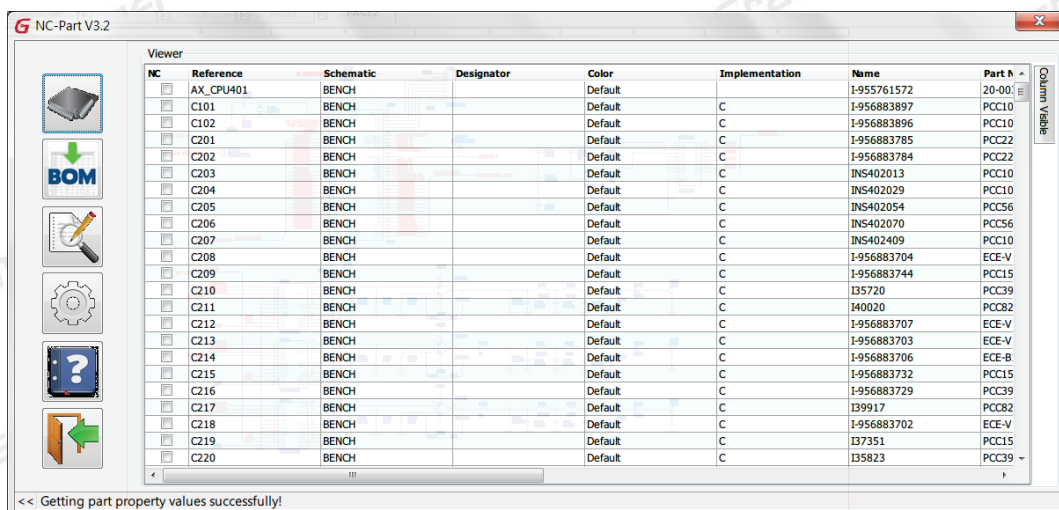 NC-Part V3.2
Viewer
NC Reference Schematic Designator Color Implementation Name Part N
AX_CPU401 BENCH Default I-955761572 20-00
C101 BENCH Default C I-956883897 PCC10
C102 BENCH Default C I-956883896 PCC10
C201 BENCH Default C I-956883785 PCC22
C202 BENCH Default C I-956883784 PCC22
C203 BENCH Default C INS402013 PCC10
C204 BENCH Default C INS402029 PCC10
C205 BENCH Default C INS402054 PCC56
C206 BENCH Default C INS402070 PCC56
C207 BENCH Default C INS402409 PCC10
C208 BENCH Default C I-956883704 ECE-V
C209 BENCH Default C I-956883744 PCC15
C210 BENCH Default C I35720 PCC39
C211 BENCH Default C I40020 PCC82
C212 BENCH Default C I-956883707 ECE-V
C213 BENCH Default C I-956883703 ECE-V
C214 BENCH Default C I-956883706 ECE-B
C215 BENCH Default C I-956883732 PCC15
C216 BENCH Default C I-956883729 PCC39
C217 BENCH Default C I39917 PCC82
C218 BENCH Default C I-956883702 ECE-V
C219 BENCH Default C I37351 PCC15
C220 BENCH Default C I35823 PCC39
Column Visible
BOM
<< Getting part property values successfully!